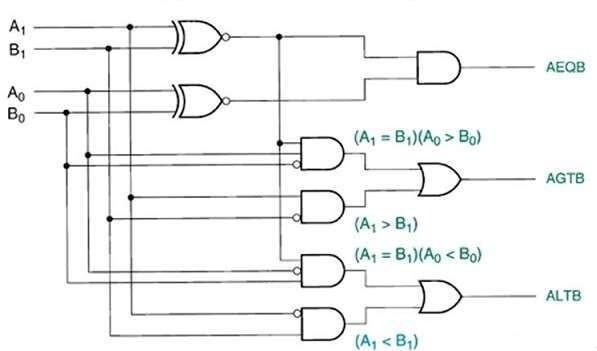 A₁
B₁
A₀
B₀
AEQB
(A₁ = B₁)(A₀ > B₀)
AGTB
(A₁ > B₁)
(A₁ = B₁)(A₀ < B₀)
ALTB
(A₁ < B₁)